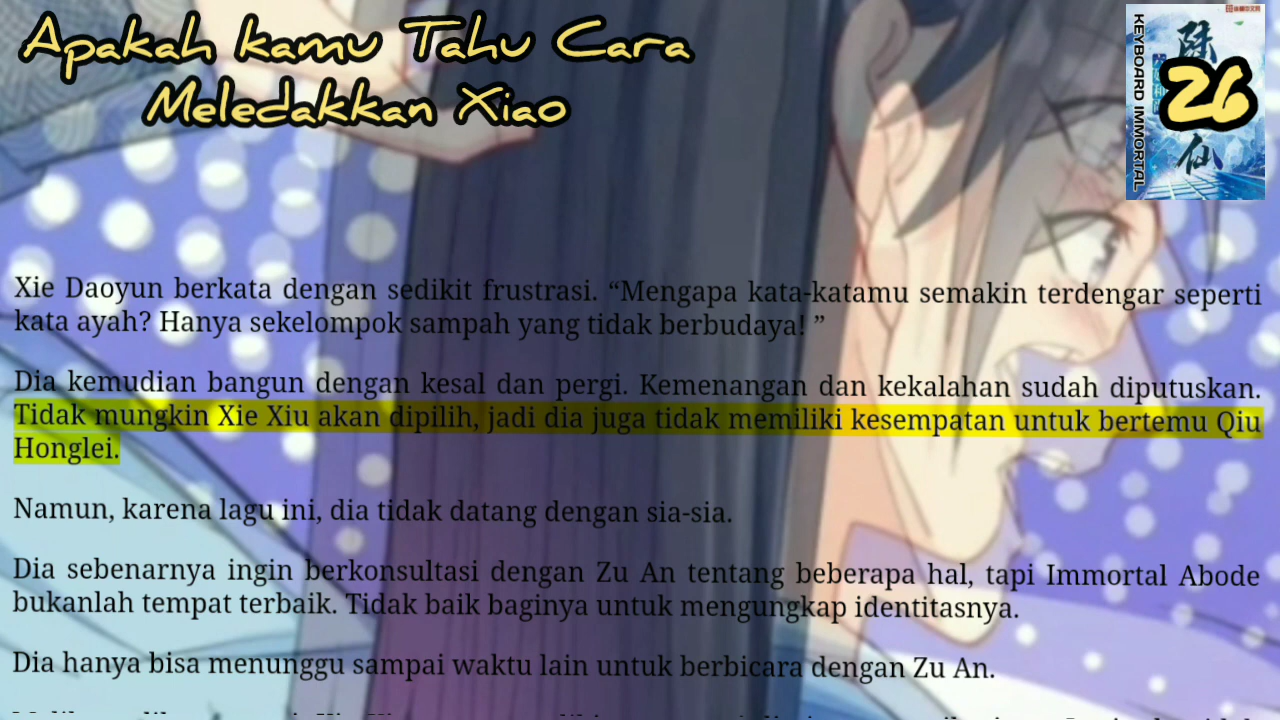 Apakah kamu Tahu Cara
Meledakkan Xiao
KEYBOARD IMMORTAL
陆
仙
26
Xie Daoyun berkata dengan sedikit frustrasi. “Mengapa kata-katamu semakin terdengar seperti
kata ayah? Hanya sekelompok sampah yang tidak berbudaya! ”
Dia kemudian bangun dengan kesal dan pergi. Kemenangan dan kekalahan sudah diputuskan.
Tidak mungkin Xie Xiu akan dipilih, jadi dia juga tidak memiliki kesempatan untuk bertemu Qiu
Honglei.
Namun, karena lagu ini, dia tidak datang dengan sia-sia.
Dia sebenarnya ingin berkonsultasi dengan Zu An tentang beberapa hal, tapi Immortal Abode
bukanlah tempat terbaik. Tidak baik baginya untuk mengungkap identitasnya.
Dia hanya bisa menunggu sampai waktu lain untuk berbicara dengan Zu An.